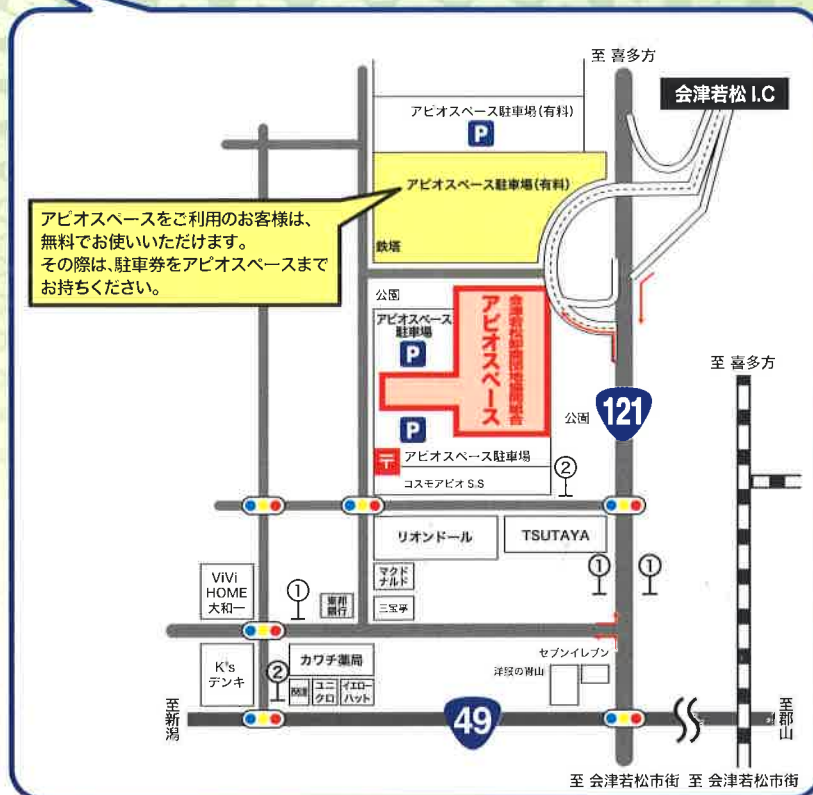 至 喜多方
会津若松 I.C
アピオスペース駐車場(有料)
P
アピオスペース駐車場(有料)
アピオスペースをご利用のお客様は、
無料でお使いいただけます。
その際は、駐車券をアピオスペースまで
お持ちください。
鉄塔
公園
アピオスペース
駐車場
P
会津若松卸商団地協同組合
アピオスペース
至 喜多方
公園
121
P
〒
アピオスペース駐車場
②
コスモアピオ S.S
リオンドール
TSUTAYA
マクド
ナルド
①
①
ViVi
HOME
大和一
①
東邦
銀行
三宝亭
セブンイレブン
洋服の青山
K's
デンキ
②
カワチ薬局
ユニ
クロ
イエロー
ハット
至新潟
49
至郡山
至 会津若松市街
至 会津若松市街